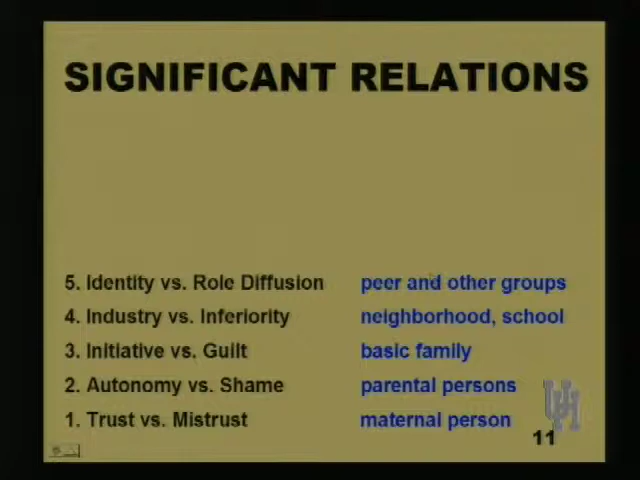 SIGNIFICANT RELATIONS
5. Identity vs. Role Diffusion peer and other groups
4. Industry vs. Inferiority neighborhood, school
3. Initiative vs. Guilt basic family
2. Autonomy vs. Shame parental persons
1. Trust vs. Mistrust maternal person
UH
11